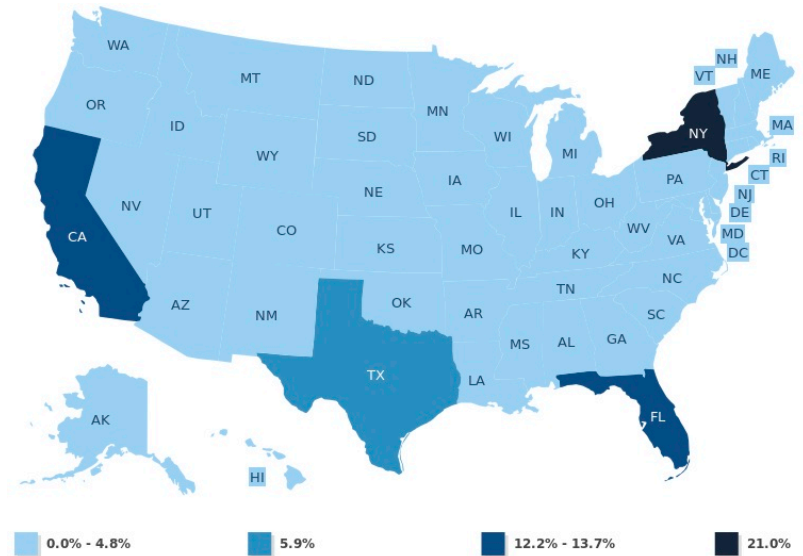 WA
MT
ND
MN
NH
VT
ME
OR
ID
WY
SD
WI
MI
NY
MA
RI
CT
NJ
DE
MD
DC
NV
UT
CO
NE
IA
IL
IN
OH
PA
WV
VA
CA
KS
MO
KY
NC
AZ
NM
OK
AR
TN
SC
TX
LA
MS
AL
GA
FL
AK
HI
0.0% - 4.8%
5.9%
12.2% - 13.7%
21.0%